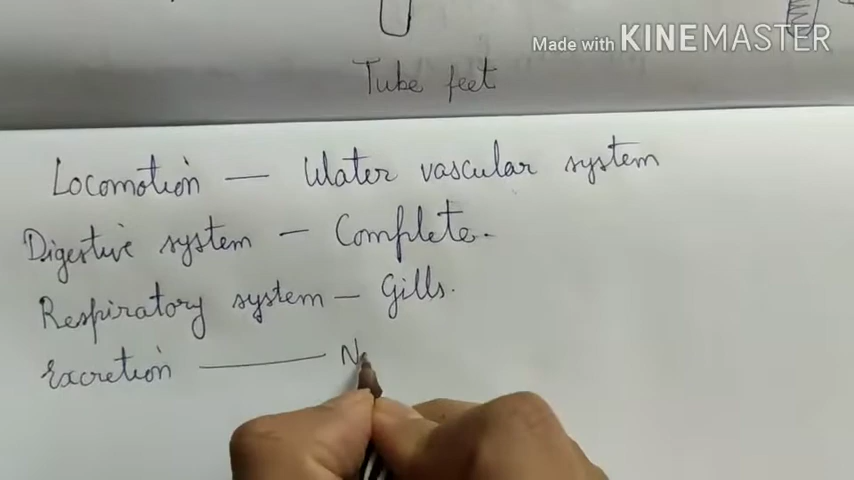 Made with KINEMASTER
Tube feet
Locomotion — Water vascular system
Digestive system – Complete.
Respiratory system – Gills.
Excretion — N